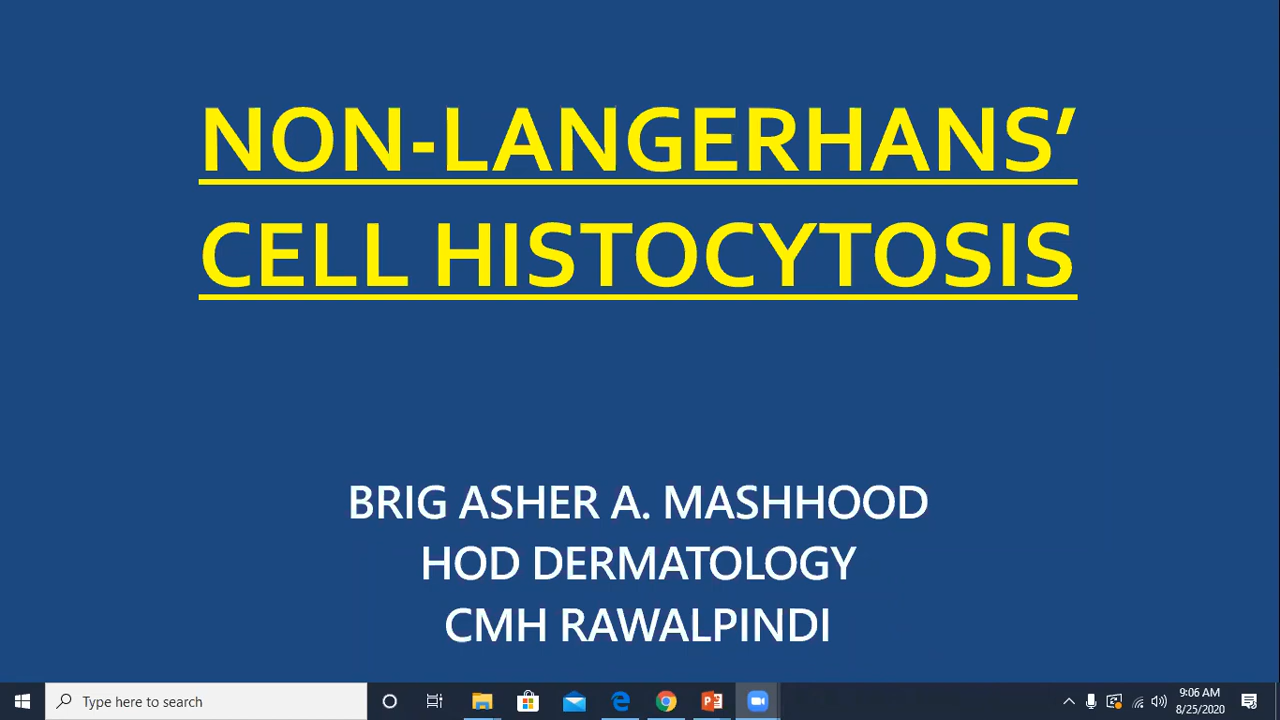 NON-LANGERHANS’
CELL HISTOCYTOSIS
BRIG ASHER A. MASHHOOD
HOD DERMATOLOGY
CMH RAWALPINDI
Type here to search
9:06 AM
8/25/2020